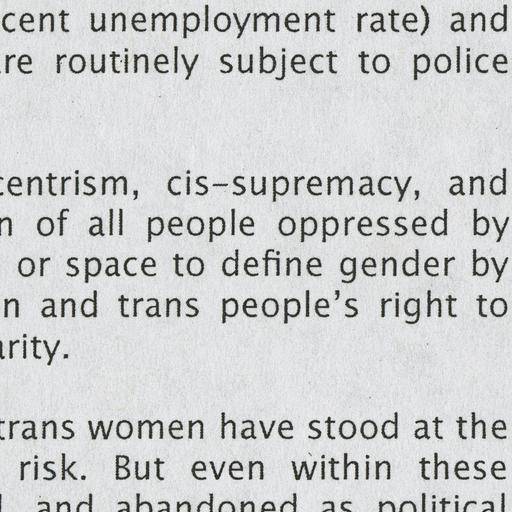 cent unemployment rate) and
re routinely subject to police
centrism, cis-supremacy, and
n of all people oppressed by
or space to define gender by
n and trans people's right to
arity.
trans women have stood at the
risk. But even within these
and abandoned as political